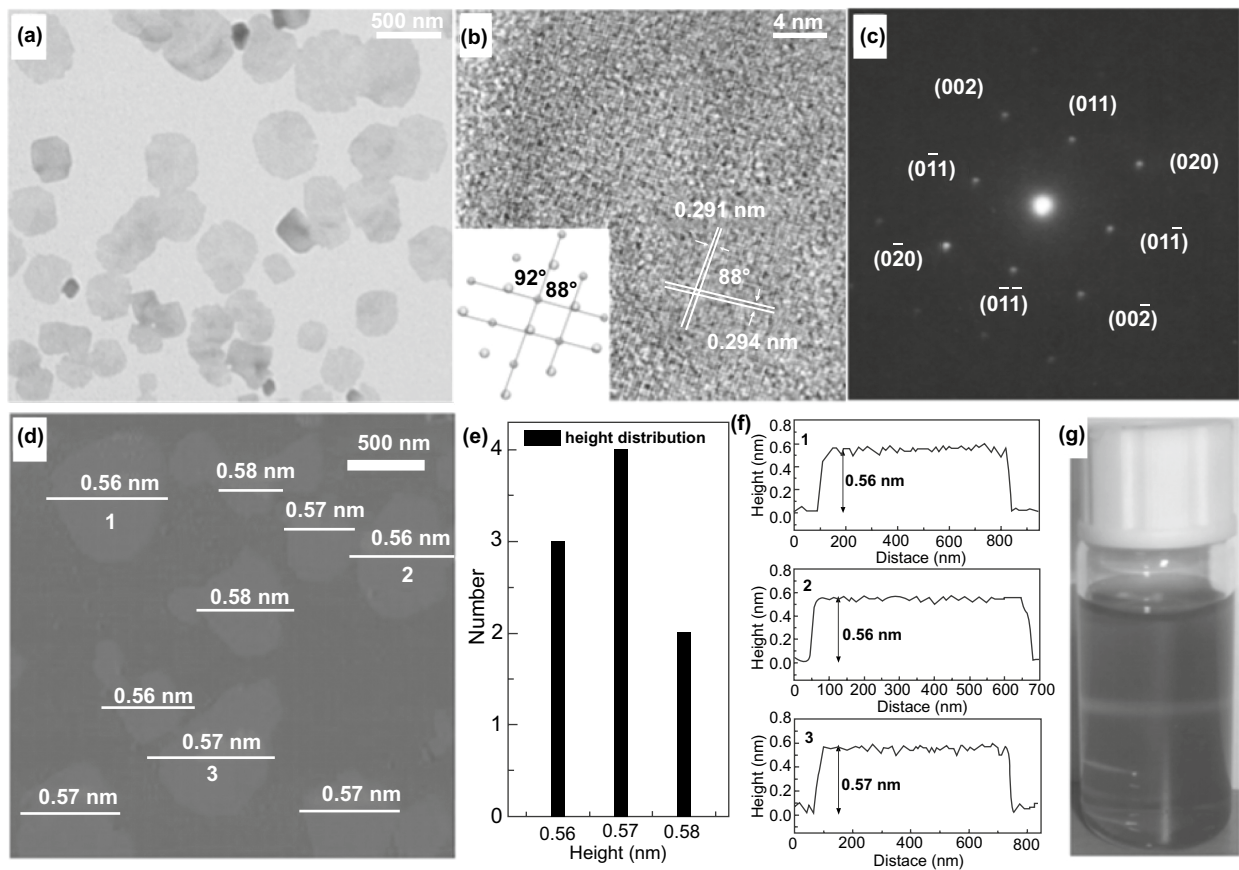 (a)
500 nm
(b)
4 nm
0.291 nm
88°
0.294 nm
92°
88°
(c)
(002)
(011)
(01̄1)
(020)
(011̄)
(02̄0)
(01̄1̄)
(002̄)
(d)
500 nm
0.56 nm
1
0.58 nm
0.57 nm
0.56 nm
2
0.58 nm
0.56 nm
0.57 nm
3
0.57 nm
0.57 nm
(e)
height distribution
Number
4
3
2
1
0
0.56
0.57
0.58
Height (nm)
(f)
1
Height (nm)
0.8
0.6
0.4
0.2
0.0
0.56 nm
0
200
400
600
800
Distace (nm)
2
Height (nm)
0.8
0.6
0.4
0.2
0.0
0.56 nm
0
100
200
300
400
500
600
700
Distace (nm)
3
Height (nm)
0.8
0.6
0.4
0.2
0.0
0.57 nm
0
200
400
600
800
Distace (nm)
(g)